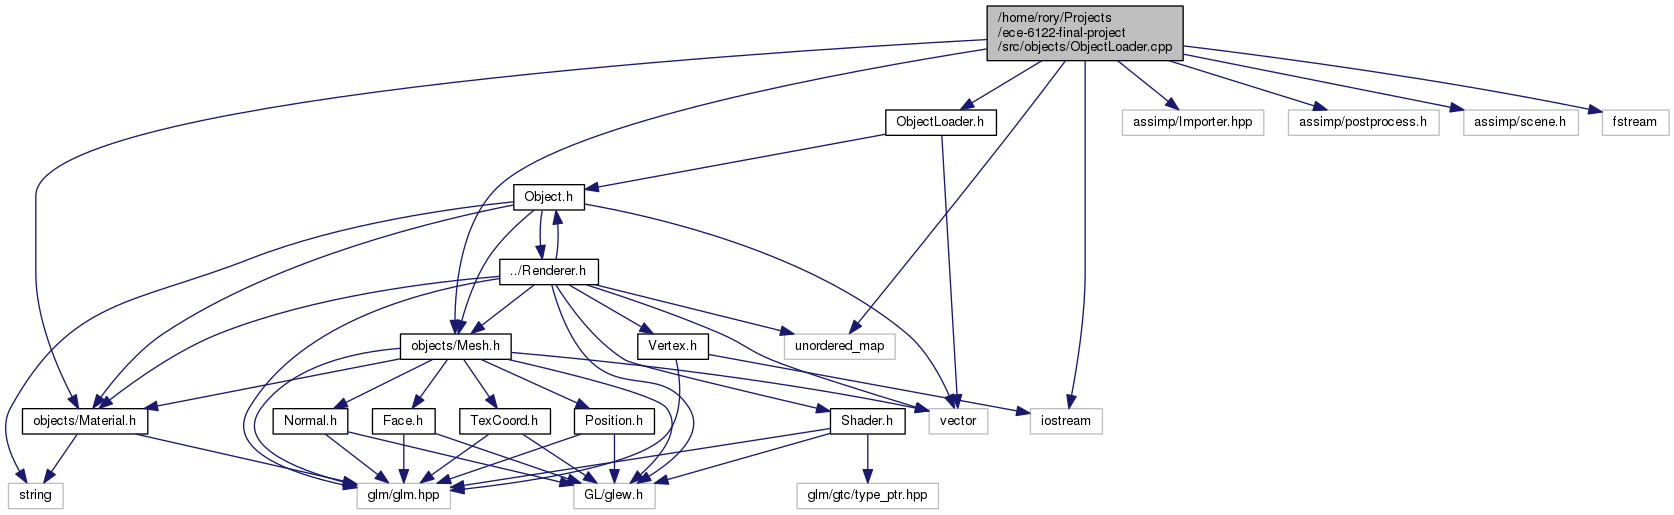 /home/rory/Projects
/ece-6122-final-project
/src/objects/ObjectLoader.cpp
ObjectLoader.h
assimp/Importer.hpp
assimp/postprocess.h
assimp/scene.h
fstream
Object.h
../Renderer.h
objects/Mesh.h
Vertex.h
unordered_map
objects/Material.h
Normal.h
Face.h
TexCoord.h
Position.h
Shader.h
vector
iostream
string
glm/glm.hpp
GL/glew.h
glm/gtc/type_ptr.hpp